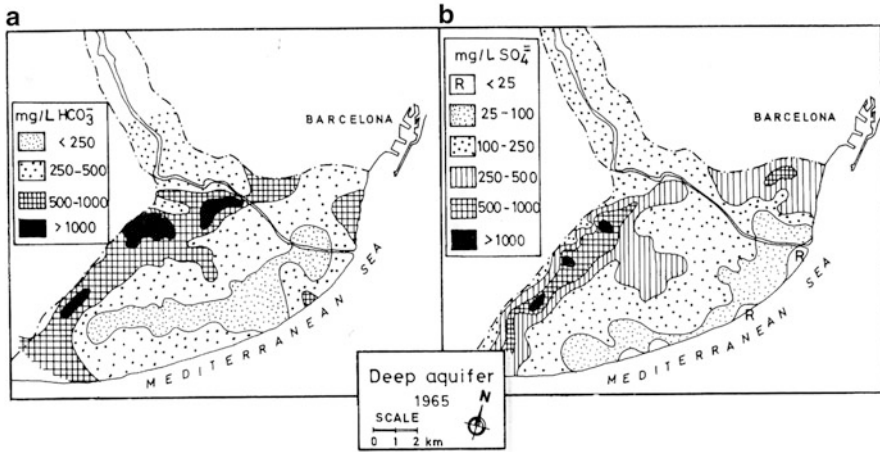 a
mg/L HCO₃⁻
< 250
250-500
500-1000
> 1000
BARCELONA
MEDITERRANEAN SEA
b
mg/L SO₄⁼
R < 25
25-100
100-250
250-500
500-1000
> 1000
BARCELONA
R
R
MEDITERRANEAN SEA
Deep aquifer
1965
N
SCALE
0 1 2 km